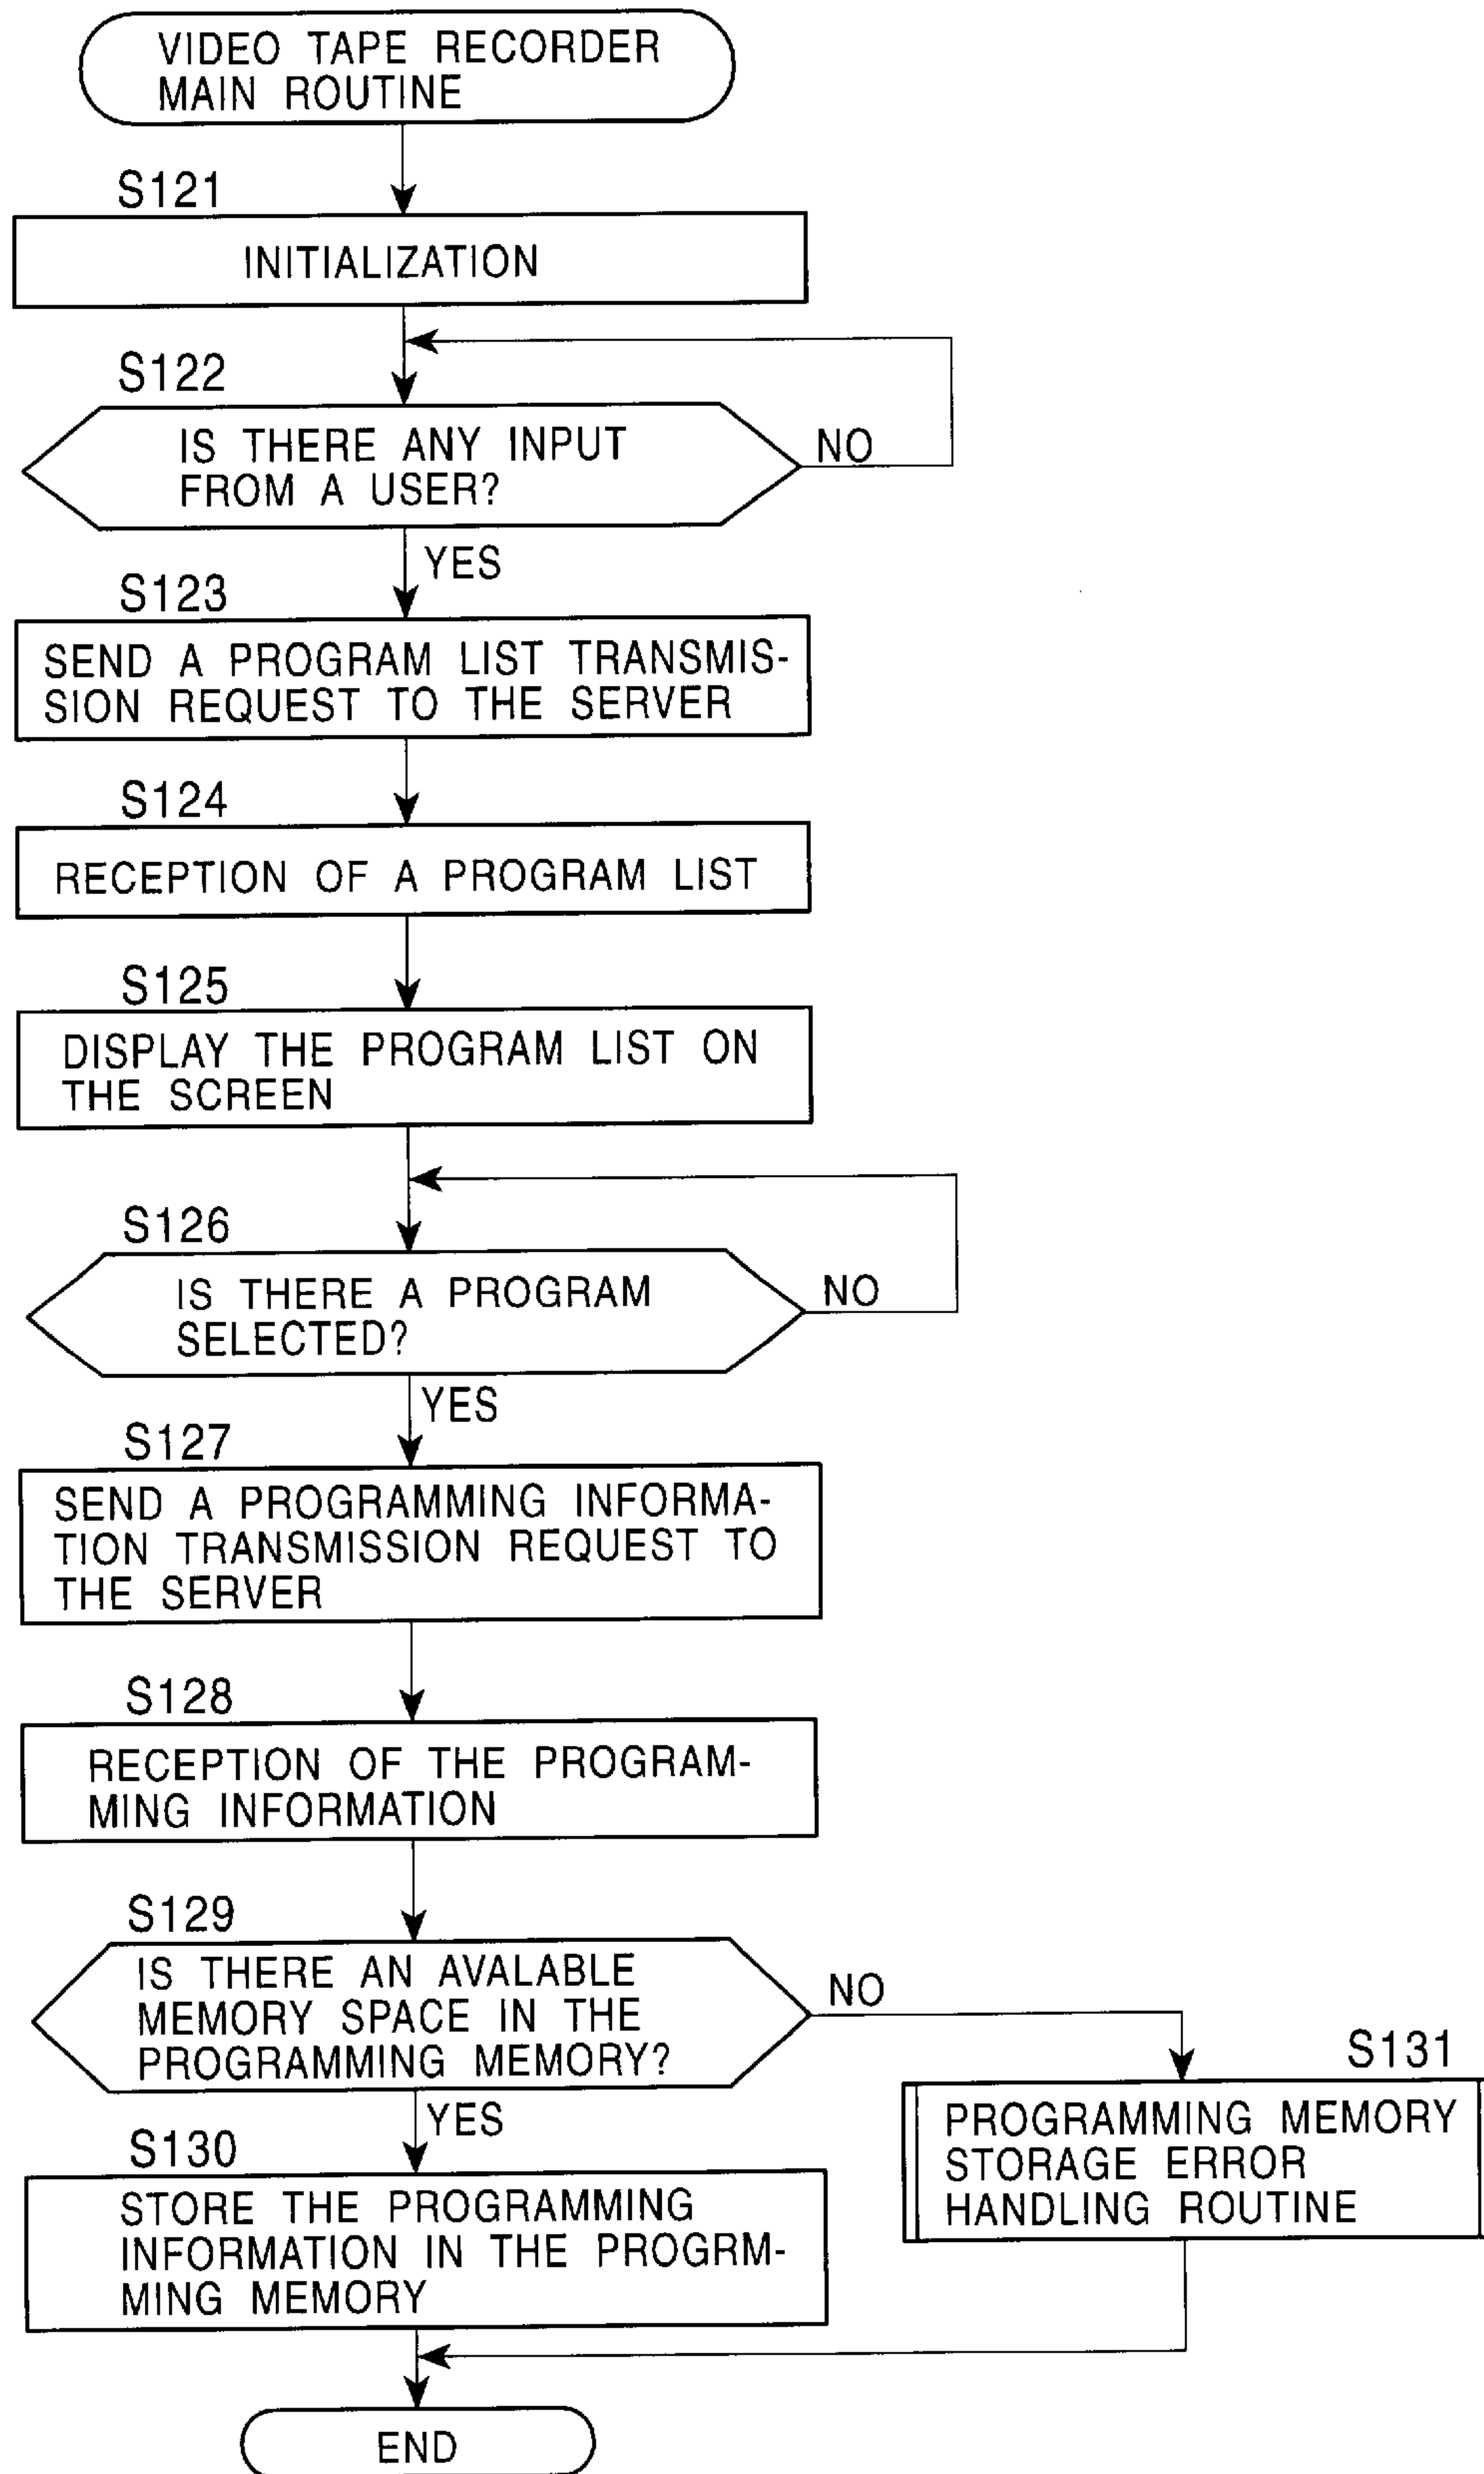 VIDEO TAPE RECORDER
MAIN ROUTINE
S121
INITIALIZATION
S122
IS THERE ANY INPUT
FROM A USER?
NO
YES
S123
SEND A PROGRAM LIST TRANSMIS-
SION REQUEST TO THE SERVER
S124
RECEPTION OF A PROGRAM LIST
S125
DISPLAY THE PROGRAM LIST ON
THE SCREEN
S126
IS THERE A PROGRAM
SELECTED?
NO
YES
S127
SEND A PROGRAMMING INFORMA-
TION TRANSMISSION REQUEST TO
THE SERVER
S128
RECEPTION OF THE PROGRAM-
MING INFORMATION
S129
IS THERE AN AVALABLE
MEMORY SPACE IN THE
PROGRAMMING MEMORY?
NO
YES
S131
PROGRAMMING MEMORY
STORAGE ERROR
HANDLING ROUTINE
S130
STORE THE PROGRAMMING
INFORMATION IN THE PROGRM-
MING MEMORY
END